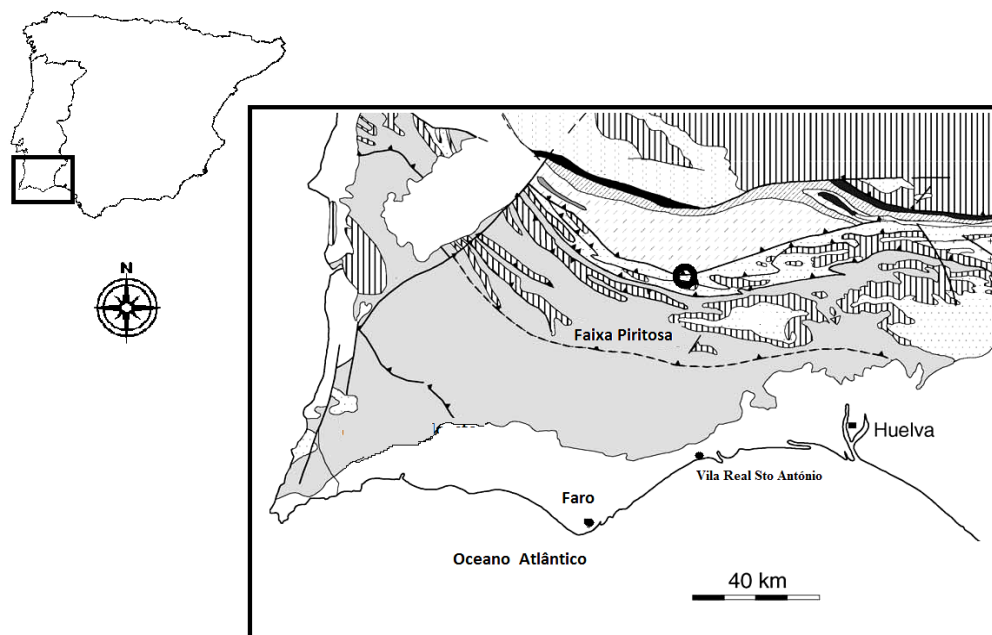 N
Faixa Piritosa
Huelva
Vila Real Sto António
Faro
Oceano Atlântico
40 km